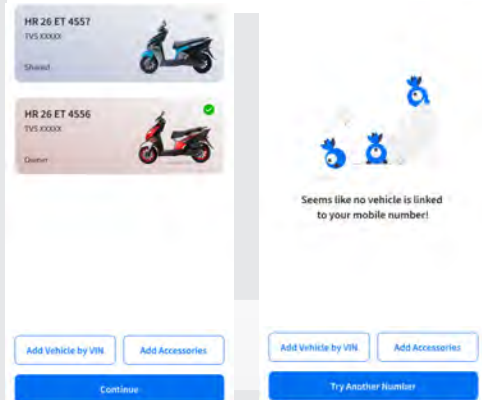 HR 26 ET 4557
TVS XXXXX
Shared
HR 26 ET 4556
TVS XXXXX
Owner
Add Vehicle by VIN
Add Accessories
Continue
Seems like no vehicle is linked
to your mobile number!
Add Vehicle by VIN
Add Accessories
Try Another Number